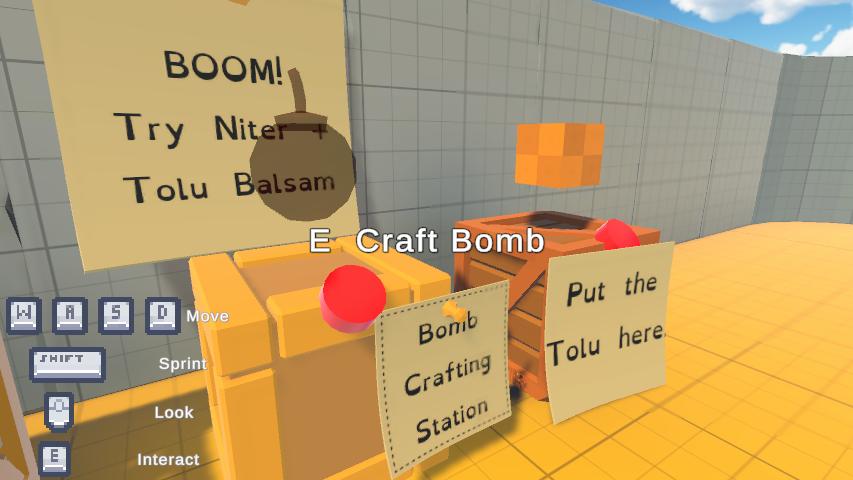 BOOM!
Try Niter +
Tolu Balsam
E Craft Bomb
Put the
Tolu here.
Bomb
Crafting
Station
W A S D Move
SHIFT Sprint
Look
E Interact